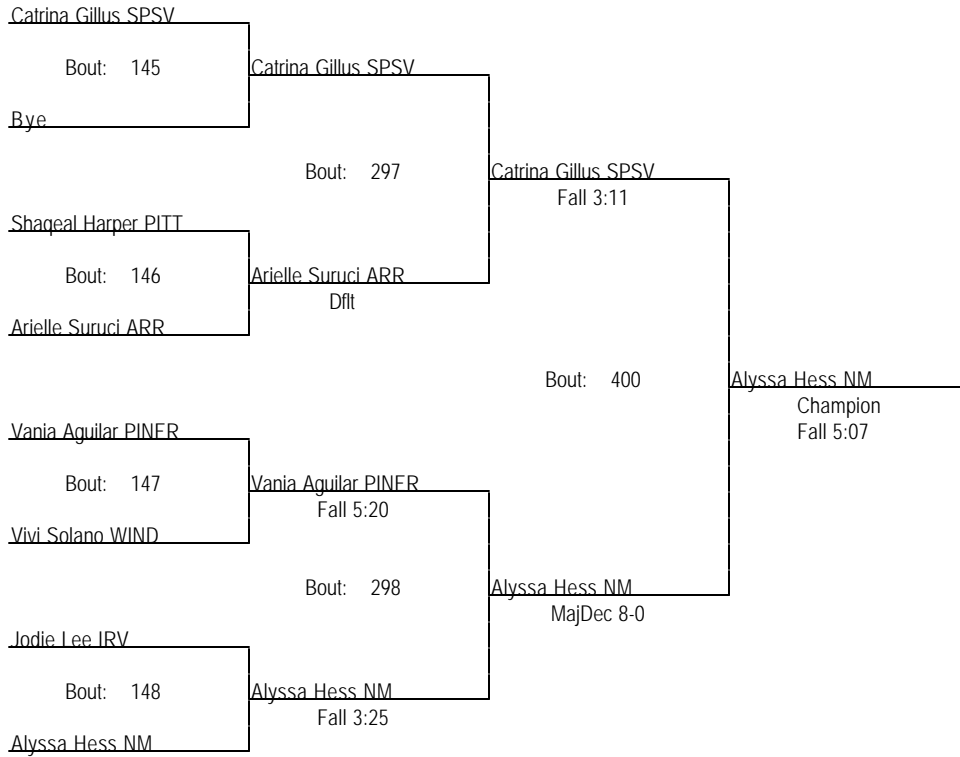 Catrina Gillus SPSV
Bout: 145
Catrina Gillus SPSV
Bye
Bout: 297
Catrina Gillus SPSV
Fall 3:11
Shaqeal Harper PITT
Bout: 146
Arielle Suruci ARR
Dflt
Arielle Suruci ARR
Bout: 400
Alyssa Hess NM
Champion
Fall 5:07
Vania Aguilar PINER
Bout: 147
Vania Aguilar PINER
Fall 5:20
Vivi Solano WIND
Bout: 298
Alyssa Hess NM
MajDec 8-0
Jodie Lee IRV
Bout: 148
Alyssa Hess NM
Fall 3:25
Alyssa Hess NM